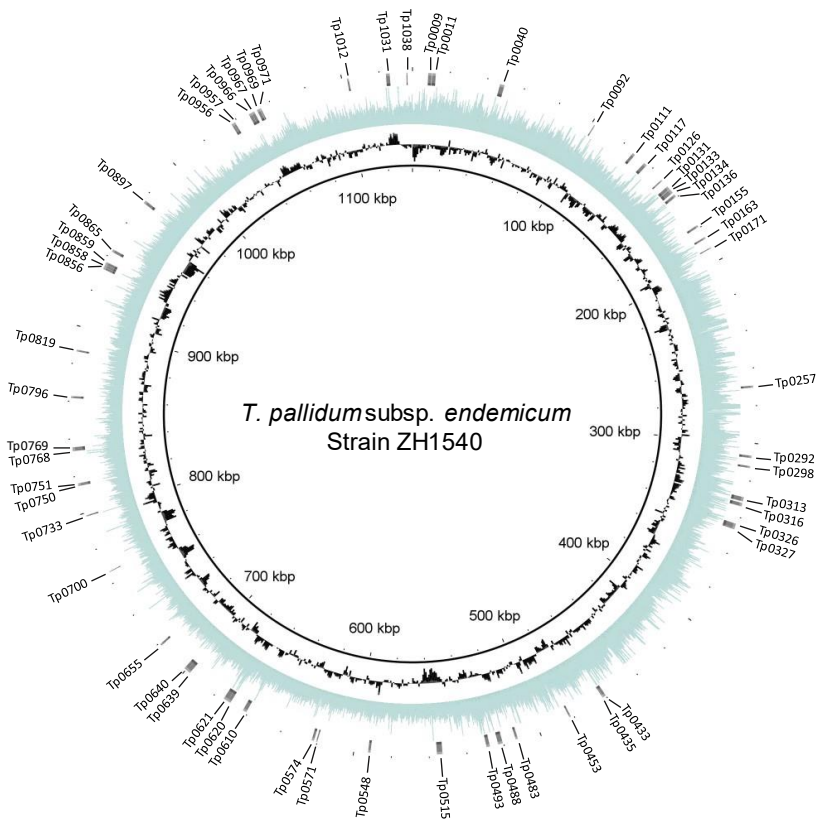 Tp0009
Tp0011
Tp0040
Tp0092
Tp0111
Tp0117
Tp0126
Tp0131
Tp0133
Tp0134
Tp0136
Tp0155
Tp0163
Tp0171
Tp0257
Tp0292
Tp0298
Tp0313
Tp0316
Tp0326
Tp0327
Tp0433
Tp0435
Tp0453
Tp0483
Tp0488
Tp0493
Tp0515
Tp0548
Tp0571
Tp0574
Tp0610
Tp0620
Tp0621
Tp0639
Tp0640
Tp0655
Tp0700
Tp0733
Tp0750
Tp0751
Tp0768
Tp0769
Tp0796
Tp0819
Tp0856
Tp0858
Tp0859
Tp0865
Tp0897
Tp0956
Tp0957
Tp0966
Tp0967
Tp0969
Tp0971
Tp1012
Tp1031
Tp1038
100 kbp
200 kbp
300 kbp
400 kbp
500 kbp
600 kbp
700 kbp
800 kbp
900 kbp
1000 kbp
1100 kbp
T. pallidum subsp. endemicum
Strain ZH1540